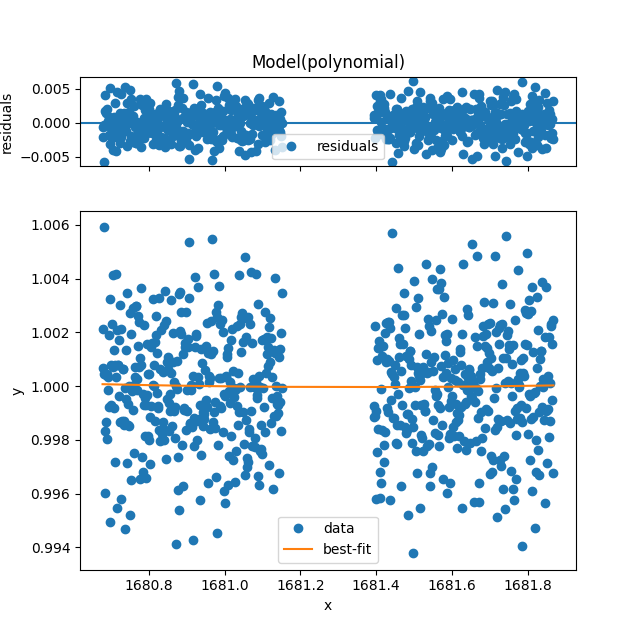 Model(polynomial)
0.005
0.000
−0.005
residuals
residuals
1.006
1.004
1.002
1.000
0.998
0.996
0.994
y
data
best-fit
1680.8 1681.0 1681.2 1681.4 1681.6 1681.8
x